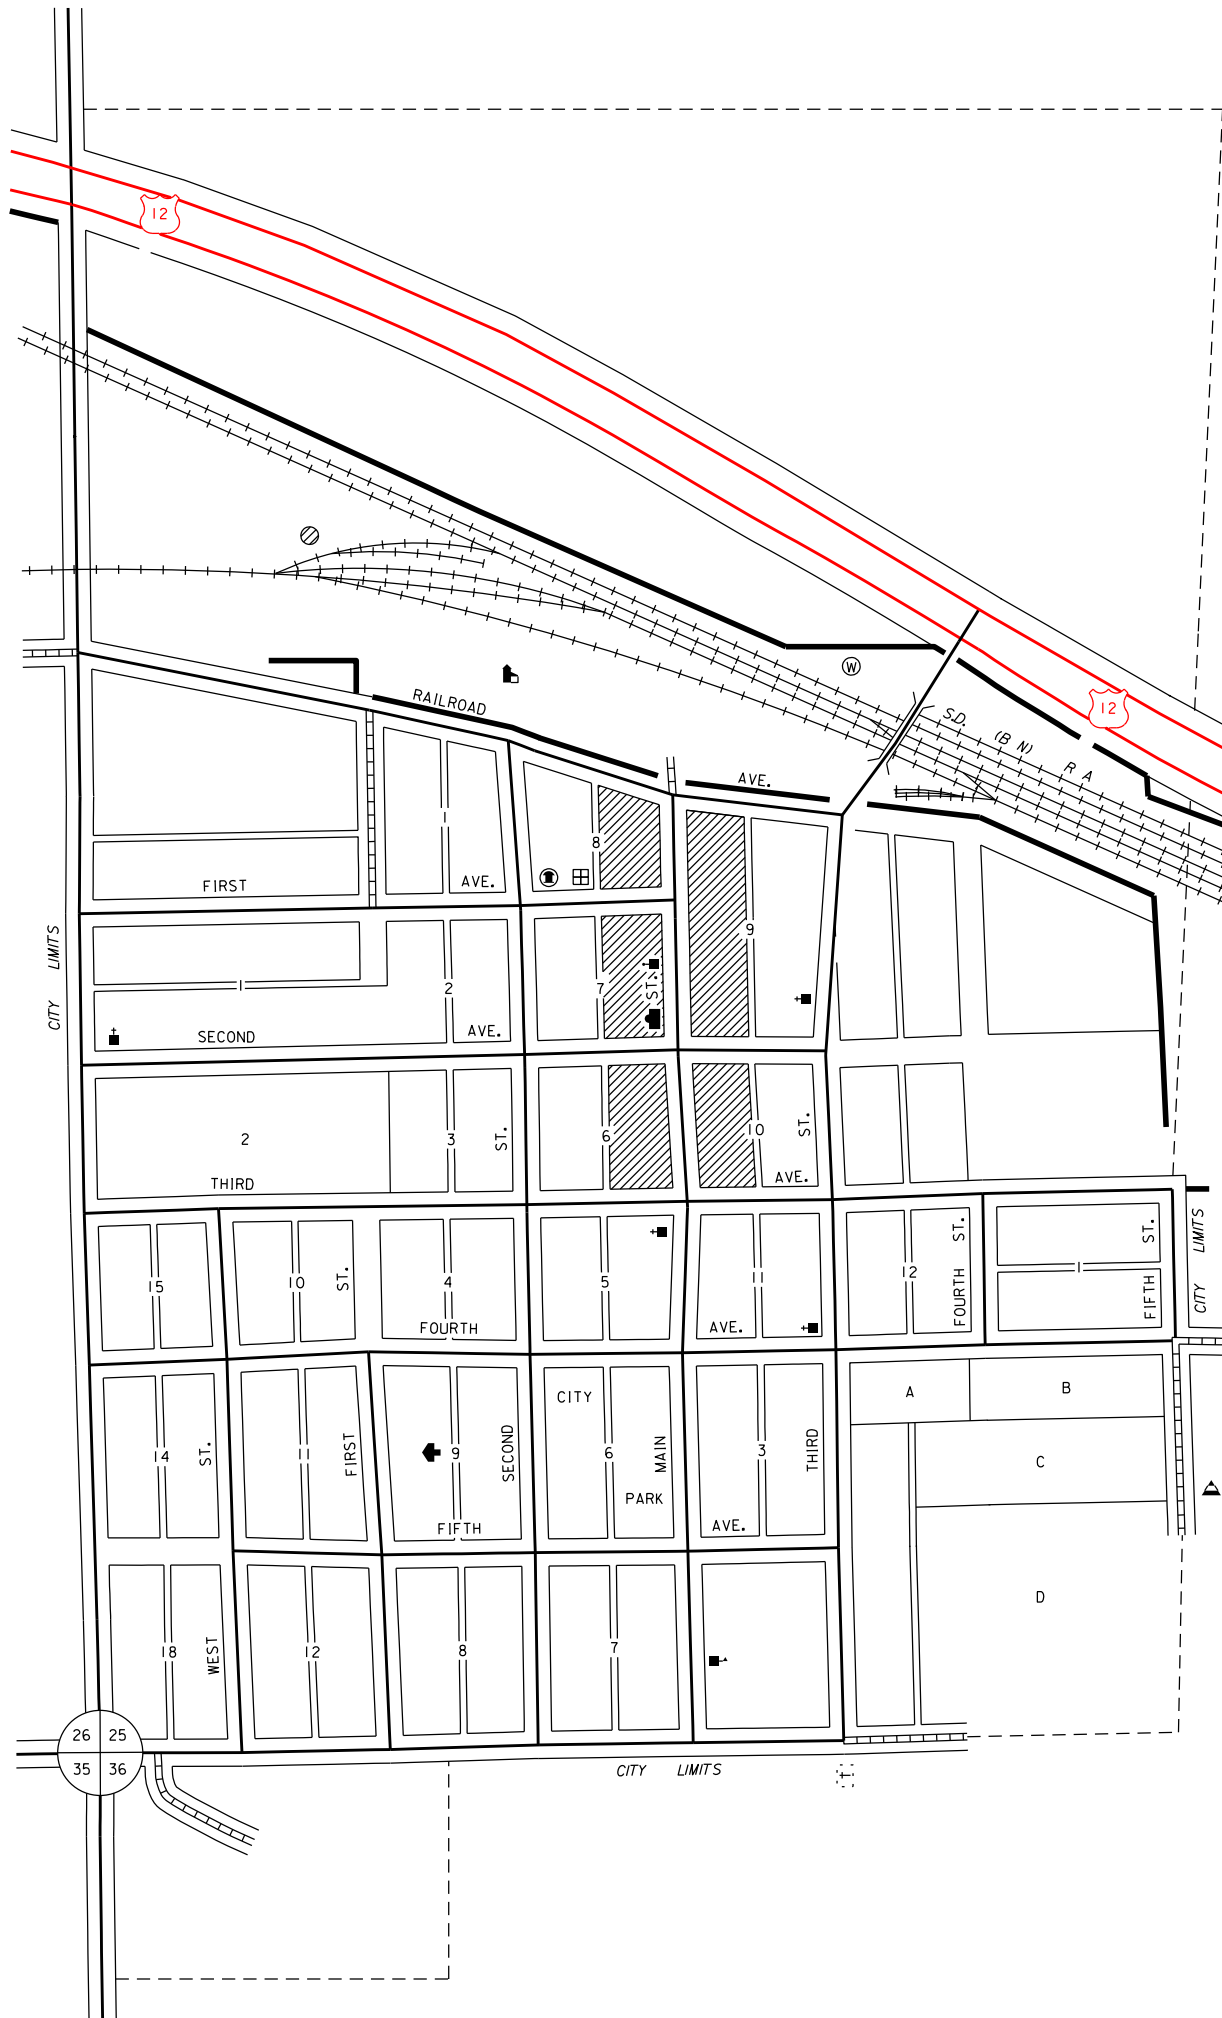 12
RAILROAD
W
12
S.D.
(B N)
R A
AVE.
1
8
FIRST
AVE.
CITY LIMITS
9
1
2
7
ST.
SECOND
AVE.
2
3
ST.
6
10
ST.
THIRD
AVE.
15
10
ST.
4
5
11
12
FOURTH ST.
1
FIFTH ST.
CITY LIMITS
FOURTH
AVE.
A
B
CITY
14
ST.
11
FIRST
9
SECOND
6
MAIN
3
THIRD
C
PARK
FIFTH
AVE.
D
18
WEST
12
8
7
26
25
35
36
CITY LIMITS